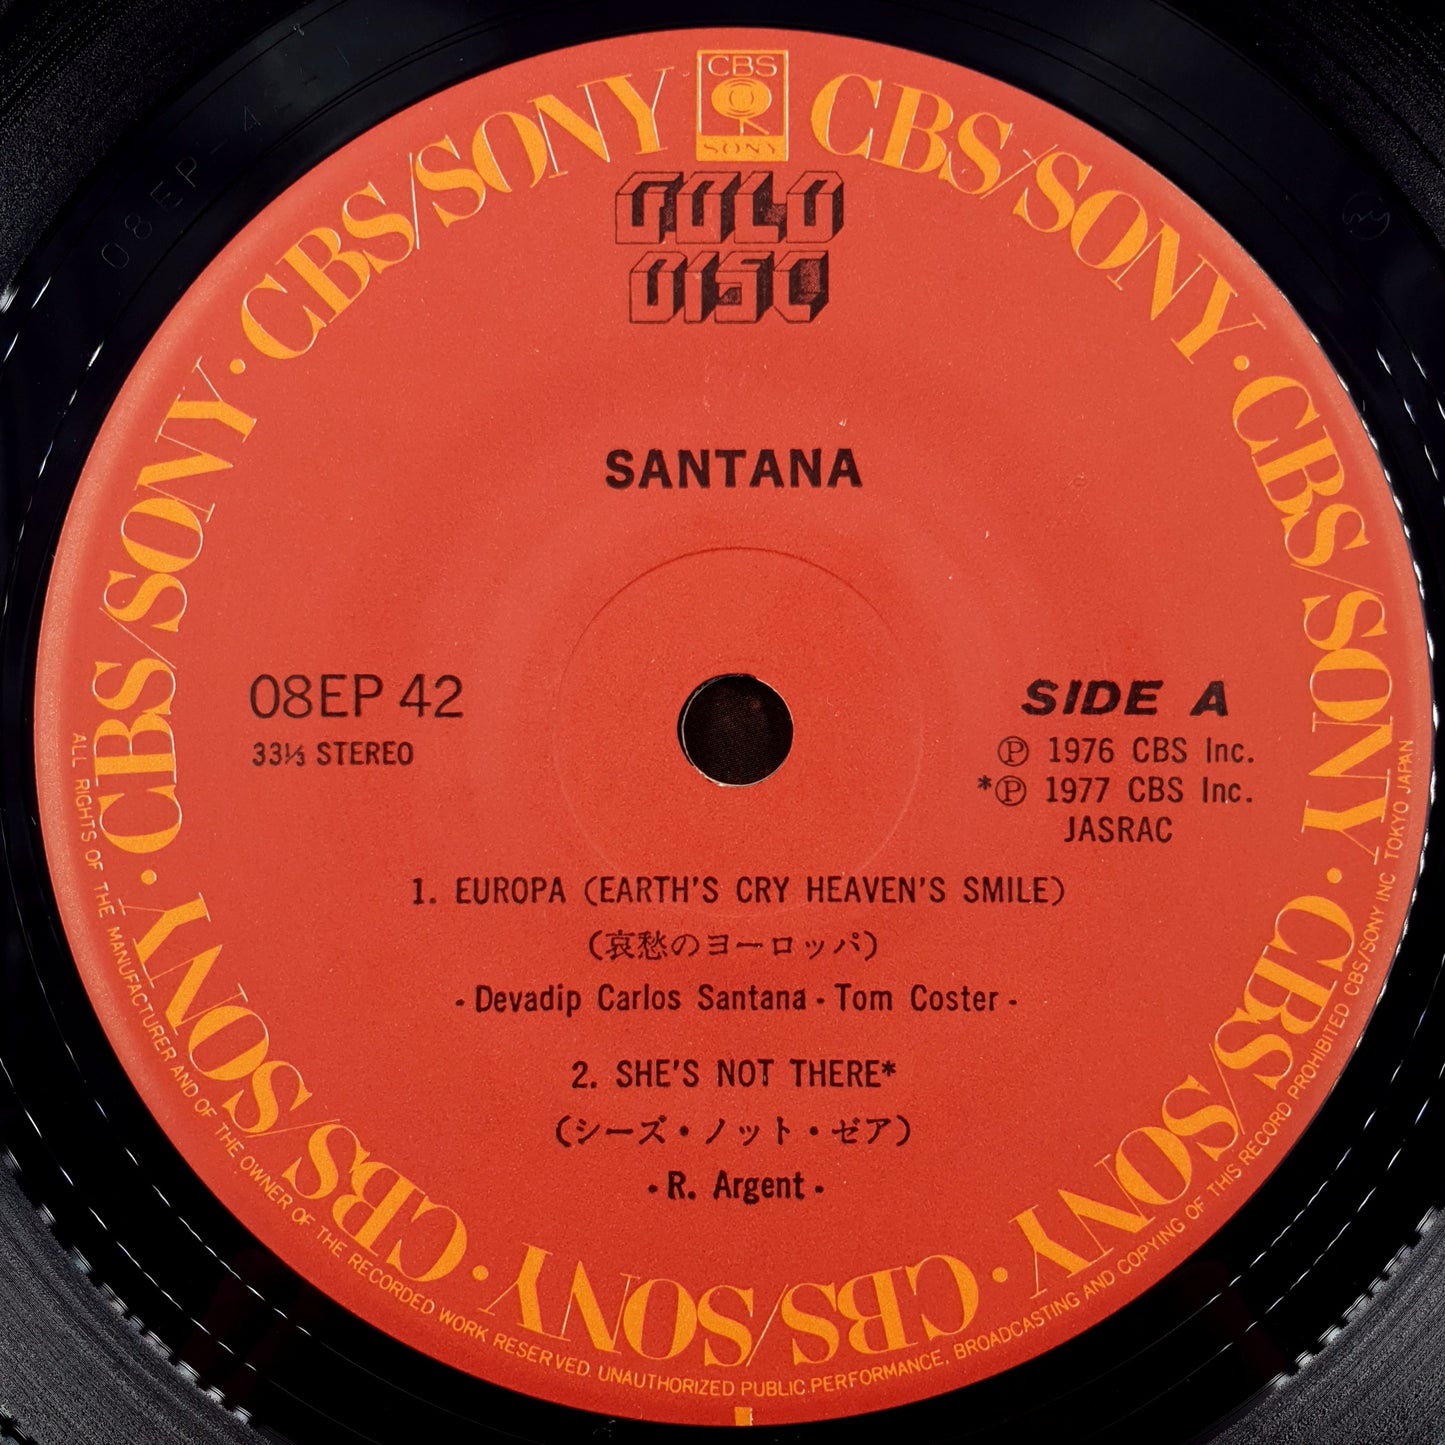 CBS
SONY
CBS/SONY · CBS/SONY · CBS/SONY · CBS/SONY · CBS/SONY · CBS/SONY · CBS/SONY · CBS/SONY · CBS/SONY
GOLD
DISC
SANTANA
08EP 42
33⅓ STEREO
SIDE A
Ⓟ 1976 CBS Inc.
*Ⓟ 1977 CBS Inc.
JASRAC
1. EUROPA (EARTH'S CRY HEAVEN'S SMILE)
(哀愁のヨーロッパ)
- Devadip Carlos Santana - Tom Coster -
2. SHE'S NOT THERE*
(シーズ・ノット・ゼア)
- R. Argent -
ALL RIGHTS OF THE MANUFACTURER AND OF THE OWNER OF THE RECORDED WORK RESERVED. UNAUTHORIZED PUBLIC PERFORMANCE, BROADCASTING AND COPYING OF THIS RECORD PROHIBITED CBS/SONY INC TOKYO JAPAN